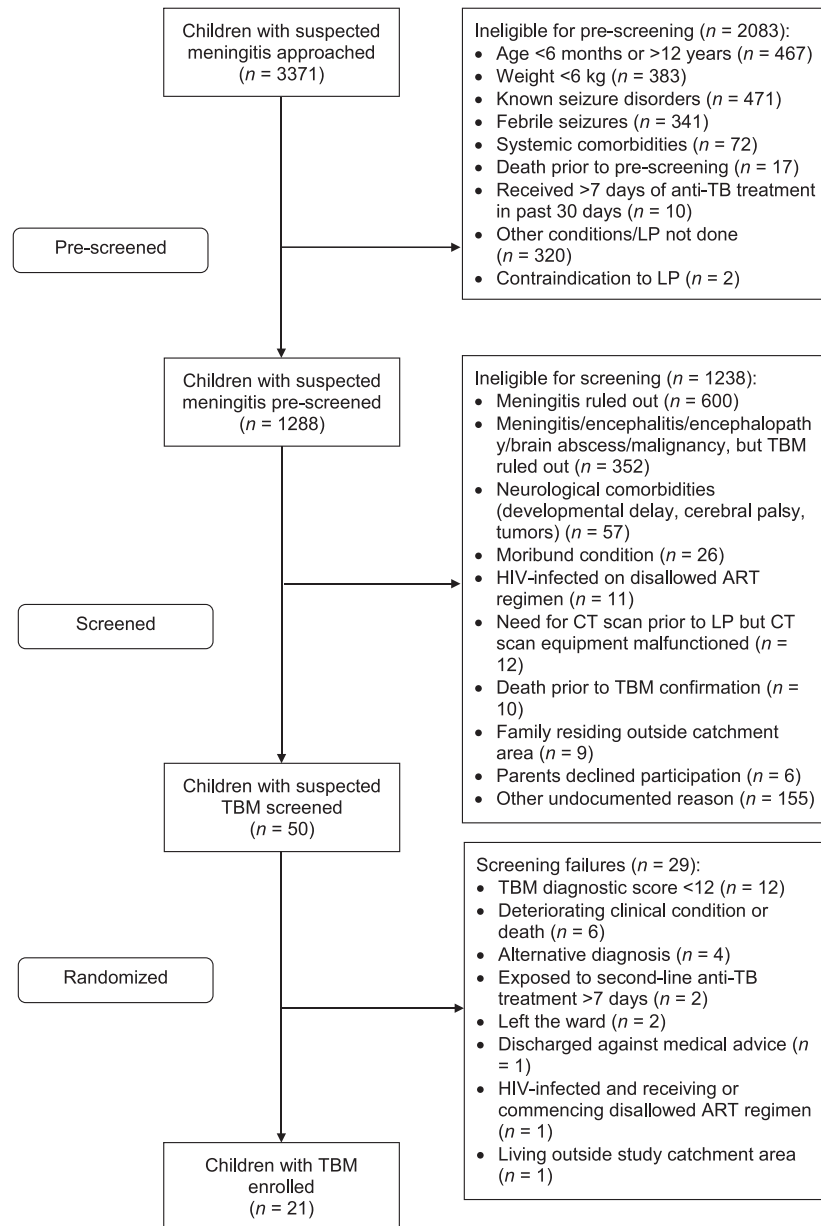 Children with suspected
meningitis approached
(n = 3371)
Ineligible for pre-screening (n = 2083):
• Age <6 months or >12 years (n = 467)
• Weight <6 kg (n = 383)
• Known seizure disorders (n = 471)
• Febrile seizures (n = 341)
• Systemic comorbidities (n = 72)
• Death prior to pre-screening (n = 17)
• Received >7 days of anti-TB treatment
in past 30 days (n = 10)
• Other conditions/LP not done
(n = 320)
• Contraindication to LP (n = 2)
Pre-screened
Children with suspected
meningitis pre-screened
(n = 1288)
Ineligible for screening (n = 1238):
• Meningitis ruled out (n = 600)
• Meningitis/encephalitis/encephalopath
y/brain abscess/malignancy, but TBM
ruled out (n = 352)
• Neurological comorbidities
(developmental delay, cerebral palsy,
tumors) (n = 57)
• Moribund condition (n = 26)
• HIV-infected on disallowed ART
regimen (n = 11)
• Need for CT scan prior to LP but CT
scan equipment malfunctioned (n =
12)
• Death prior to TBM confirmation (n =
10)
• Family residing outside catchment
area (n = 9)
• Parents declined participation (n = 6)
• Other undocumented reason (n = 155)
Screened
Children with suspected
TBM screened
(n = 50)
Screening failures (n = 29):
• TBM diagnostic score <12 (n = 12)
• Deteriorating clinical condition or
death (n = 6)
• Alternative diagnosis (n = 4)
• Exposed to second-line anti-TB
treatment >7 days (n = 2)
• Left the ward (n = 2)
• Discharged against medical advice (n
= 1)
• HIV-infected and receiving or
commencing disallowed ART regimen
(n = 1)
• Living outside study catchment area
(n = 1)
Randomized
Children with TBM
enrolled
(n = 21)